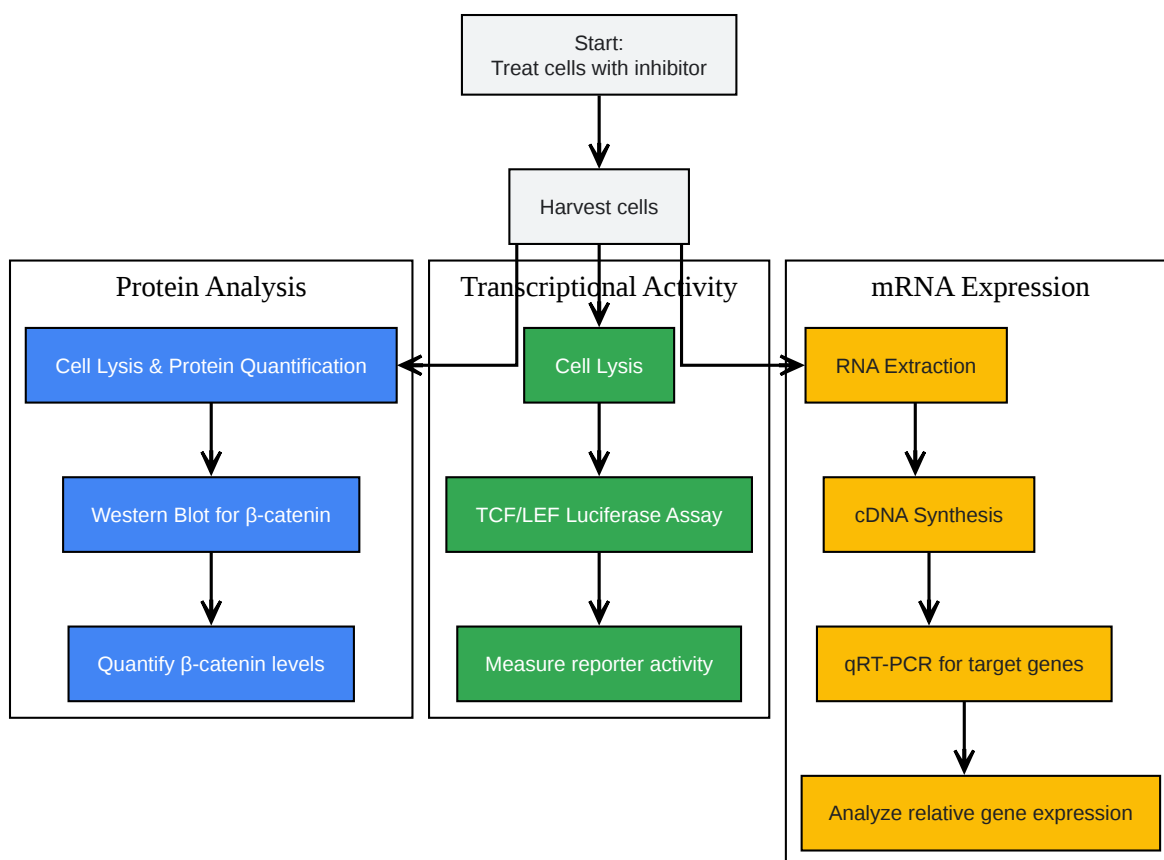 Start:
Treat cells with inhibitor
Harvest cells
Protein Analysis
Cell Lysis & Protein Quantification
Western Blot for β-catenin
Quantify β-catenin levels
Transcriptional Activity
Cell Lysis
TCF/LEF Luciferase Assay
Measure reporter activity
mRNA Expression
RNA Extraction
cDNA Synthesis
qRT-PCR for target genes
Analyze relative gene expression